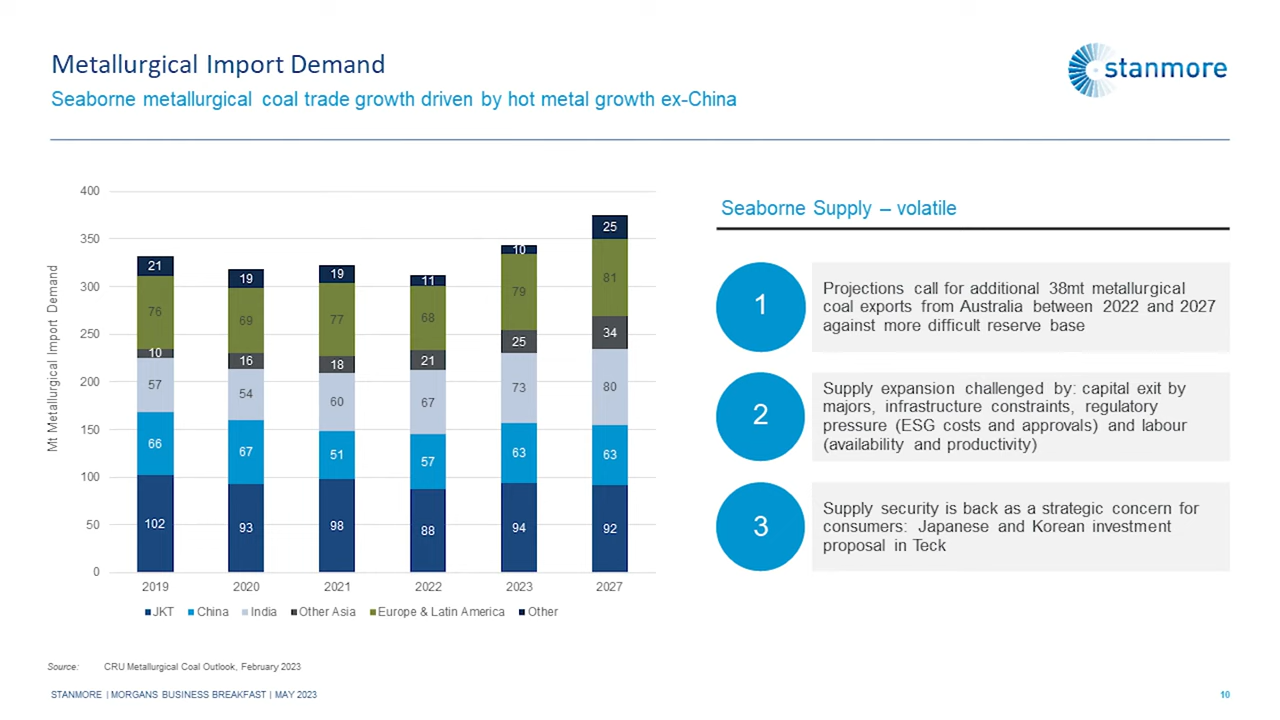 Metallurgical Import Demand
stanmore
Seaborne metallurgical coal trade growth driven by hot metal growth ex-China
Mt Metallurgical Import Demand
400
350
300
250
200
150
100
50
0
21
76
10
57
66
102
19
69
16
54
67
93
19
77
18
60
51
98
11
68
21
67
57
88
10
79
25
73
63
94
25
81
34
80
63
92
2019 2020 2021 2022 2023 2027
JKT China India Other Asia Europe & Latin America Other
Seaborne Supply – volatile
1
Projections call for additional 38mt metallurgical
coal exports from Australia between 2022 and 2027
against more difficult reserve base
2
Supply expansion challenged by: capital exit by
majors, infrastructure constraints, regulatory
pressure (ESG costs and approvals) and labour
(availability and productivity)
3
Supply security is back as a strategic concern for
consumers: Japanese and Korean investment
proposal in Teck
Source: CRU Metallurgical Coal Outlook, February 2023
STANMORE | MORGANS BUSINESS BREAKFAST | MAY 2023
10